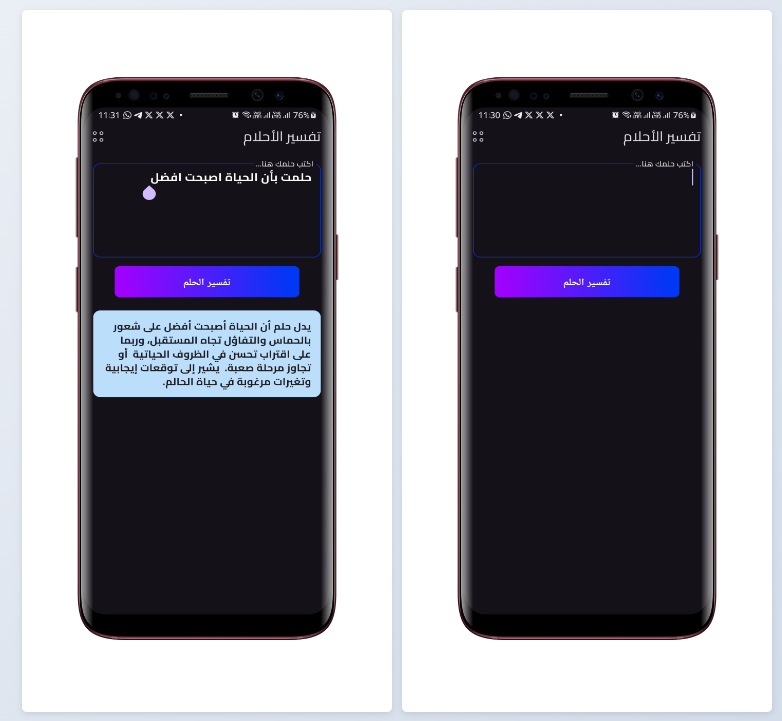 11:31
76%
تفسير الأحلام
اكتب حلمك هنا...
حلمت بأن الحياة اصبحت افضل
تفسير الحلم
يدل حلم أن الحياة أصبحت أفضل على شعور
بالحماس والتفاؤل تجاه المستقبل، وربما
على اقتراب تحسن في الظروف الحياتية أو
تجاوز مرحلة صعبة. يشير إلى توقعات إيجابية
وتغيرات مرغوبة في حياة الحالم.
11:30
76%
تفسير الأحلام
اكتب حلمك هنا...
تفسير الحلم